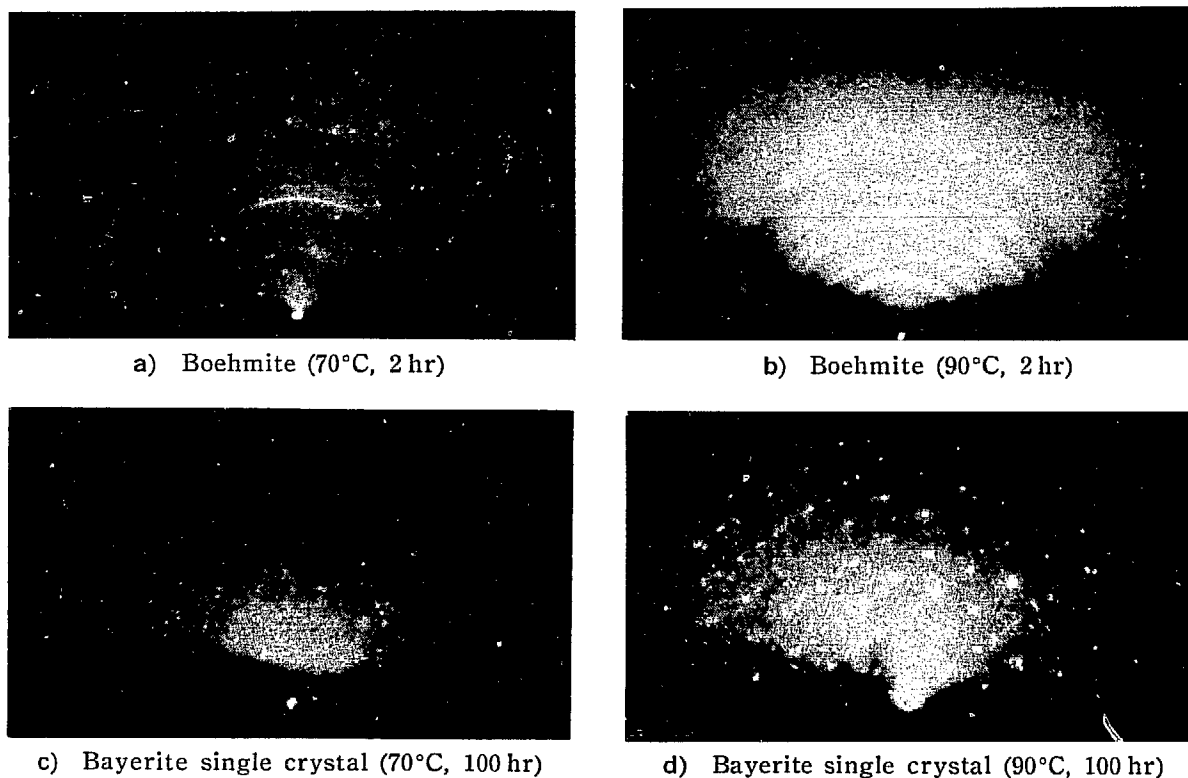 a) Boehmite (70°C, 2 hr)
b) Boehmite (90°C, 2 hr)
c) Bayerite single crystal (70°C, 100 hr)
d) Bayerite single crystal (90°C, 100 hr)